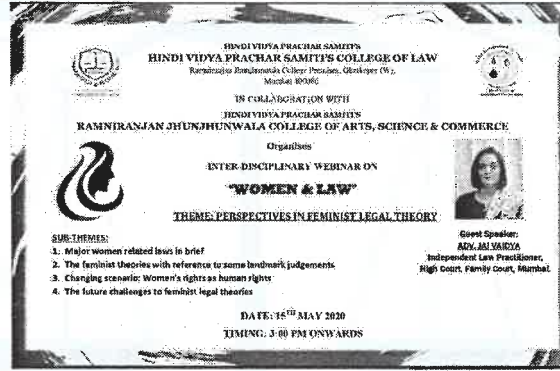 HINDI VIDYA PRACHAR SAMITI'S
HINDI VIDYA PRACHAR SAMITI'S COLLEGE OF LAW
Ramniranjan Jhunjhunwala College Premises, Ghatkopar (W),
Mumbai 400086
IN COLLABORATION WITH
HINDI VIDYA PRACHAR SAMITI'S
RAMNIRANJAN JHUNJHUNWALA COLLEGE OF ARTS, SCIENCE & COMMERCE
Organises
INTER-DISCIPLINARY WEBINAR ON
"WOMEN & LAW"
THEME: PERSPECTIVES IN FEMINIST LEGAL THEORY
SUB-THEMES:
1. Major women related laws in brief
2. The feminist theories with reference to some landmark judgements
3. Changing scenario: Women's rights as human rights
4. The future challenges to feminist legal theories
Guest Speaker:
ADV. JAI VAIDYA
Independent Law Practitioner,
High Court, Family Court, Mumbai.
DATE: 15TH MAY 2020
TIMING: 3:00 PM ONWARDS